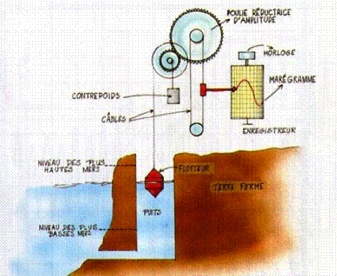 POULIE RÉDUCTRICE
D'AMPLITUDE
HORLOGE
MARÉGRAMME
CONTREPOIDS
CÂBLES
ENREGISTREUR
NIVEAU DES PLUS
HAUTES MERS
FLOTTEUR
TERRE FERME
PUITS
NIVEAU DES PLUS
BASSES MERS